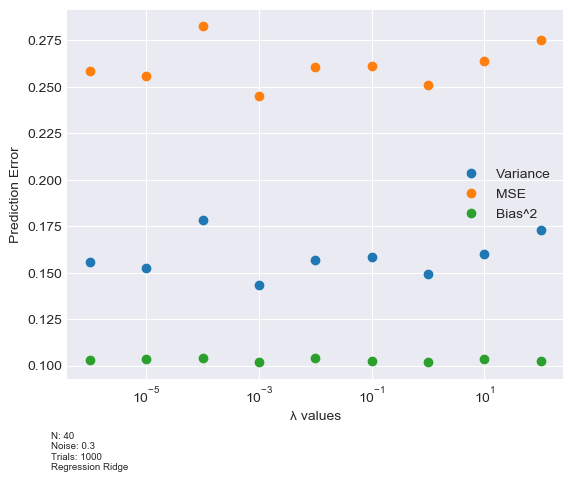 0.275
0.250
0.225
0.200
0.175
0.150
0.125
0.100
Prediction Error
Variance
MSE
Bias^2
10⁻⁵
10⁻³
10⁻¹
10¹
λ values
N: 40
Noise: 0.3
Trials: 1000
Regression Ridge